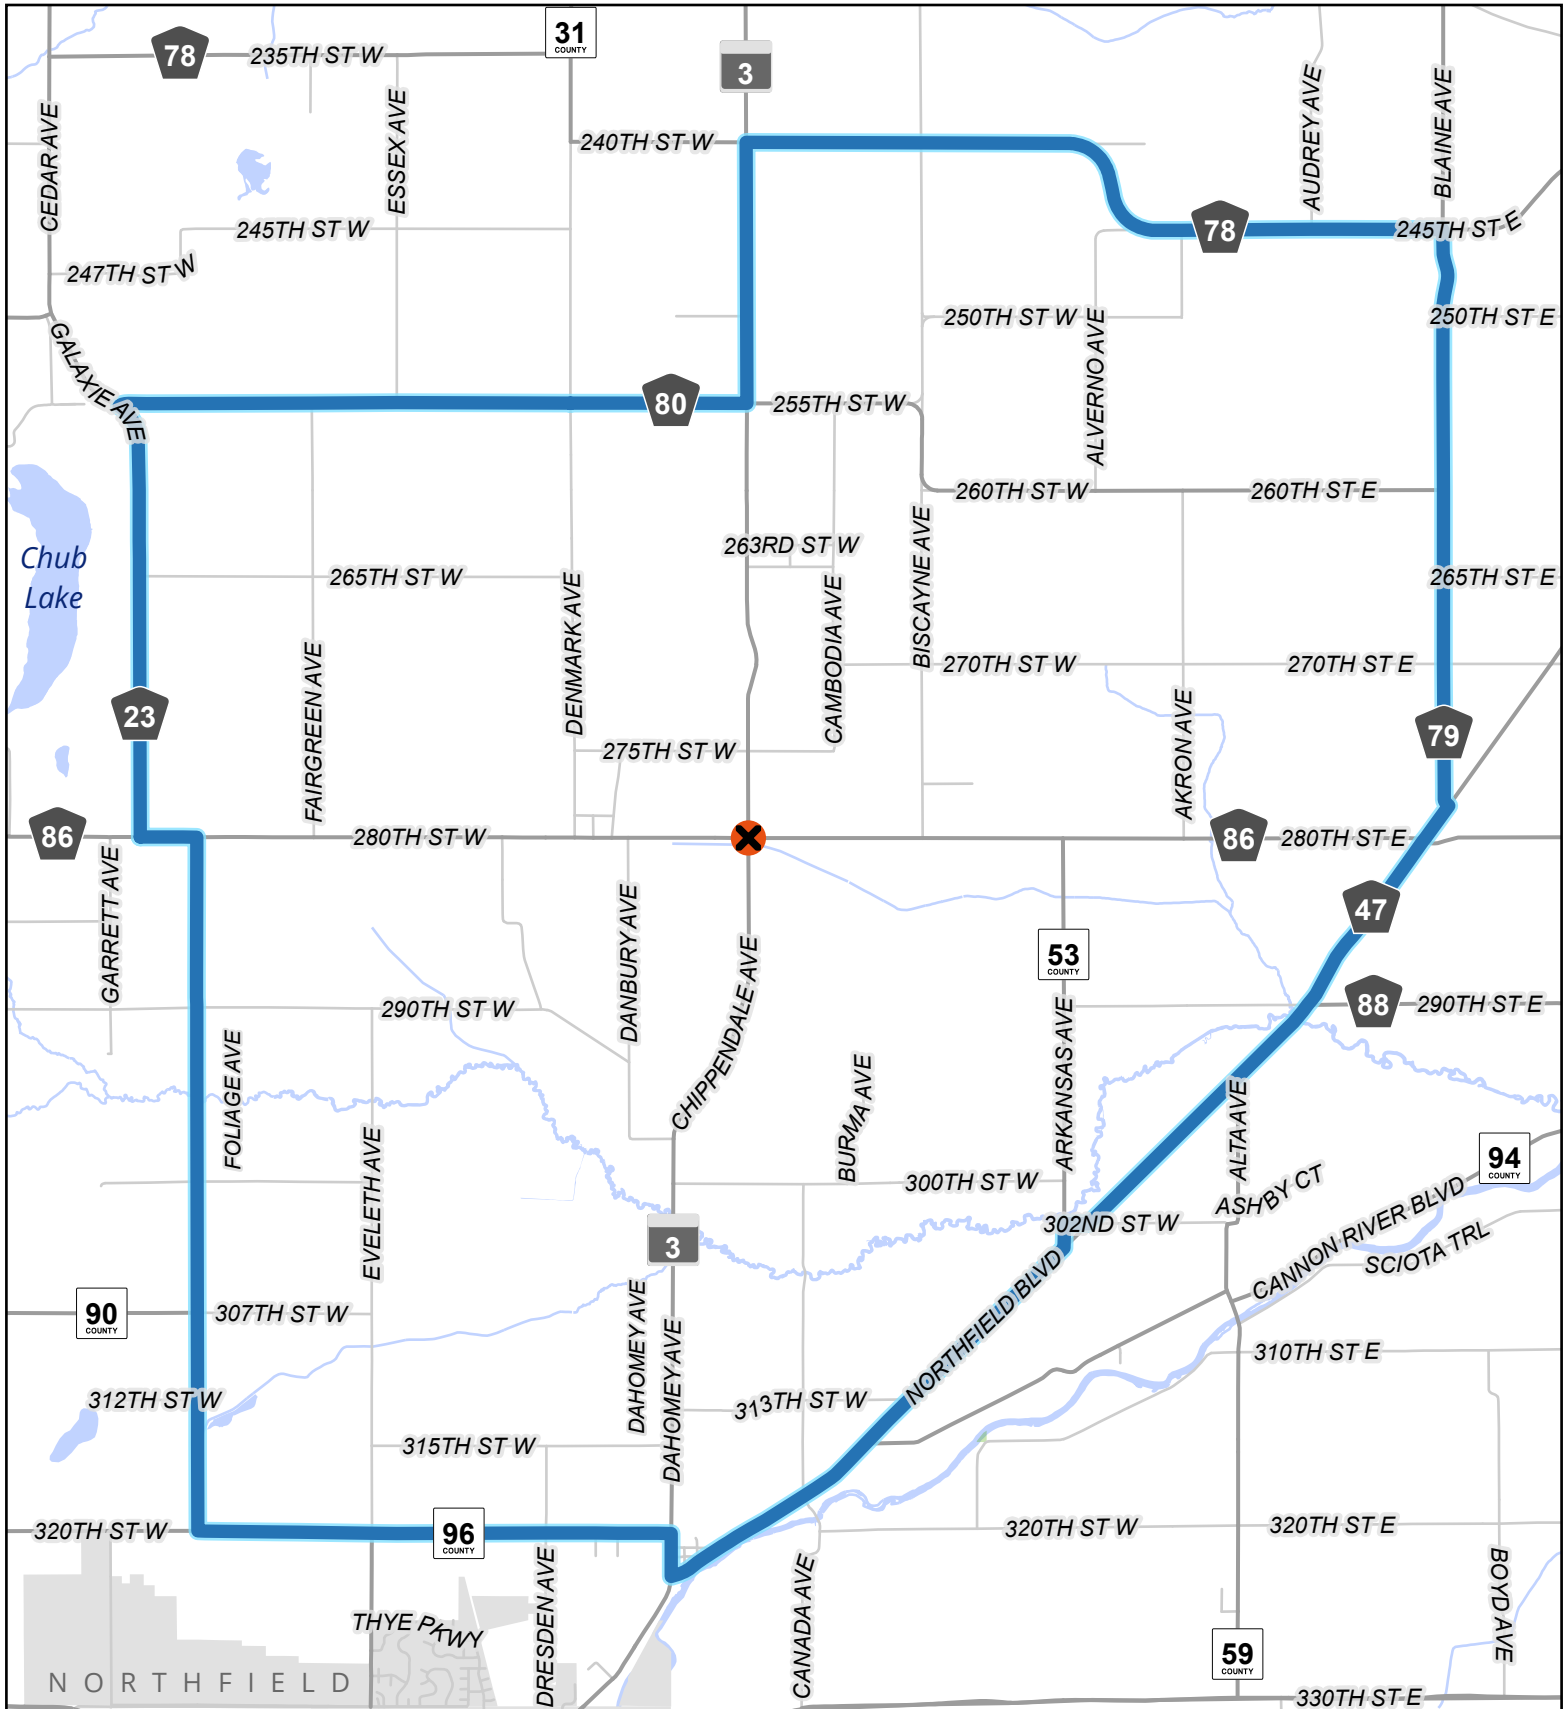 31
COUNTY
78
235TH ST W
3
CEDAR AVE
ESSEX AVE
AUDREY AVE
BLAINE AVE
240TH ST W
245TH ST W
78
245TH ST E
247TH ST W
250TH ST W
250TH ST E
GALAXIE AVE
ALVERNO AVE
80
255TH ST W
260TH ST W
260TH ST E
Chub
Lake
263RD ST W
BISCAYNE AVE
265TH ST W
265TH ST E
DENMARK AVE
CAMBODIA AVE
270TH ST W
270TH ST E
FAIRGREEN AVE
23
79
275TH ST W
AKRON AVE
86
280TH ST W
86
280TH ST E
GARRETT AVE
DANBURY AVE
47
53
COUNTY
290TH ST W
88
290TH ST E
CHIPPENDALE AVE
FOLIAGE AVE
ARKANSAS AVE
BURMA AVE
ALTA AVE
EVELETH AVE
94
COUNTY
300TH ST W
ASHBY CT
302ND ST W
3
CANNON RIVER BLVD
SCIOTA TRL
90
COUNTY
307TH ST W
DAHOMEY AVE
DAHOMEY AVE
NORTHFIELD BLVD
310TH ST E
312TH ST W
313TH ST W
315TH ST W
320TH ST W
96
COUNTY
320TH ST W
320TH ST E
DRESDEN AVE
CANADA AVE
BOYD AVE
THYE PKWY
59
COUNTY
NORTHFIELD
330TH ST E